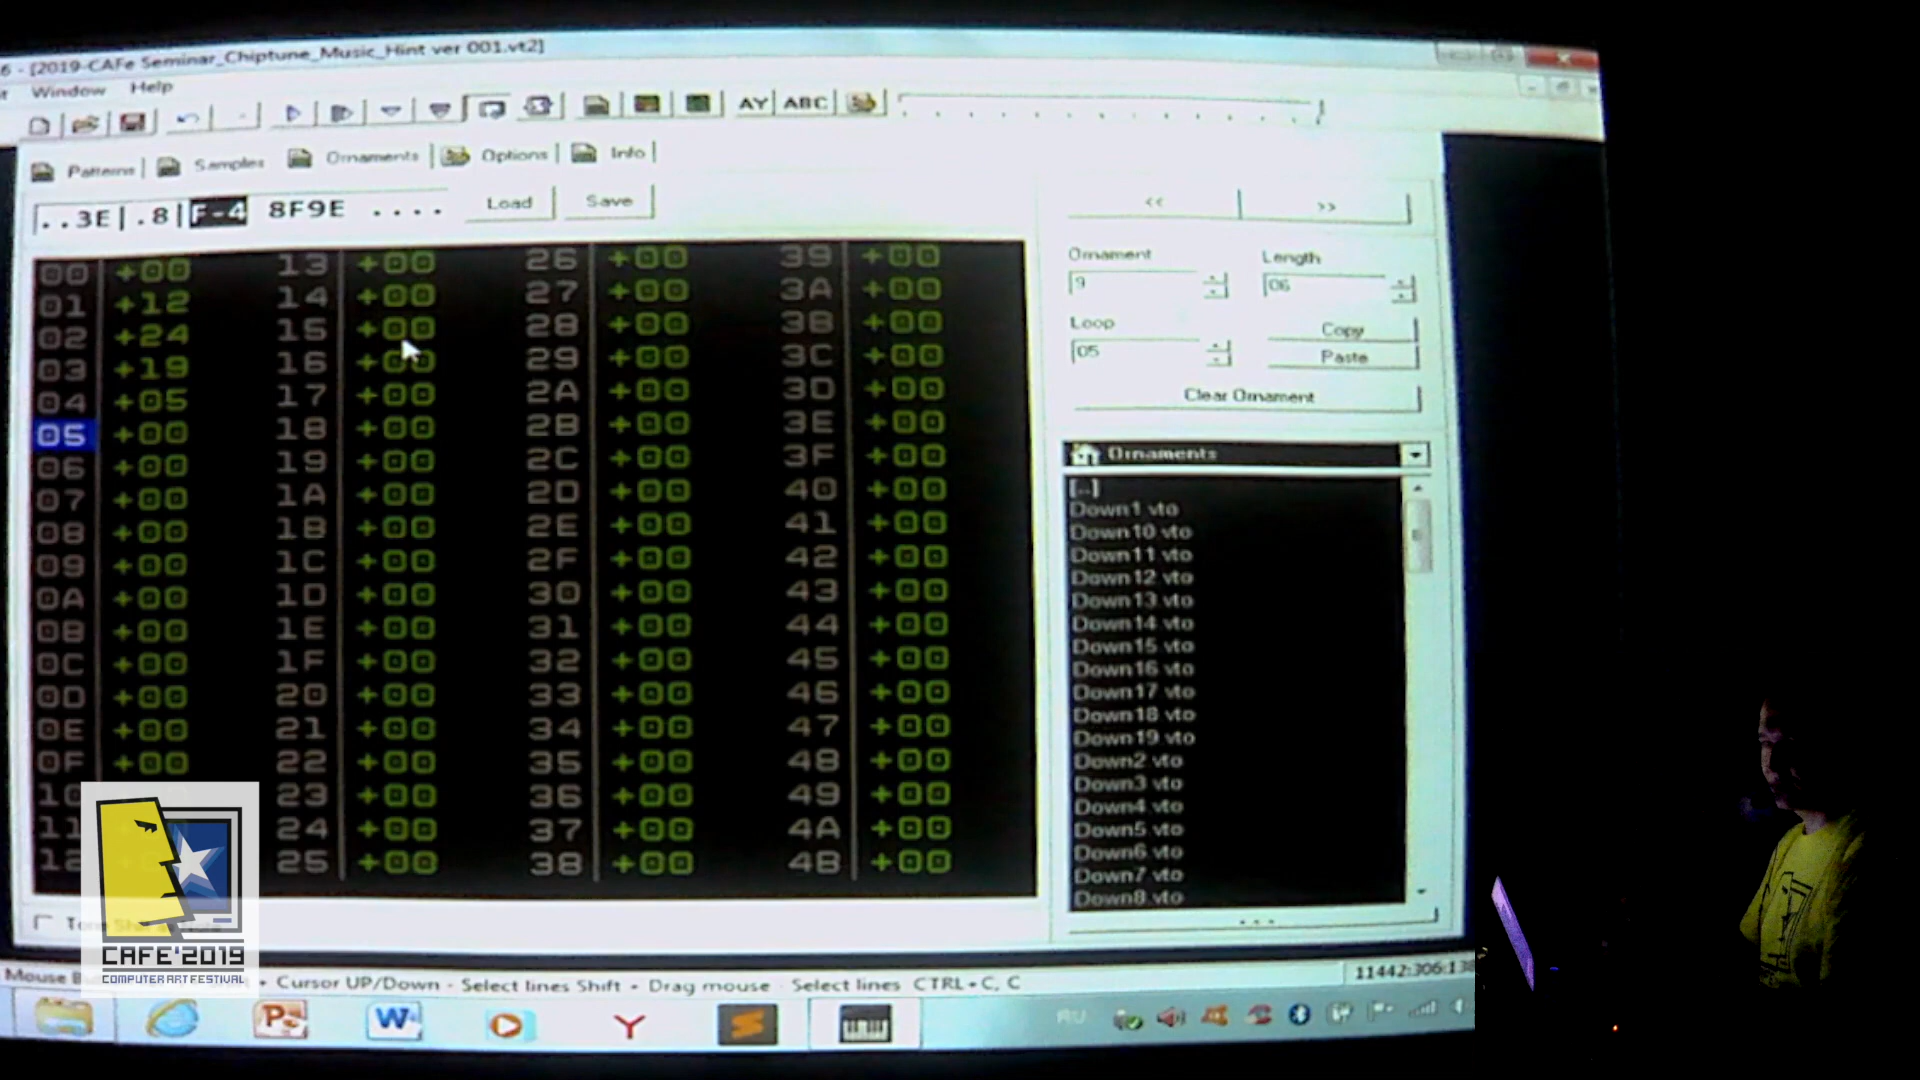 6 - [2019-CAFe Seminar_Chiptune_Music_Hint ver 001.vt2]
Window Help
AY ABC
Patterns Samples Ornaments Options Info
..3E|.8|F-4 8F9E .... Load Save << >>
Ornament Length
9 06
Loop
05
Copy
Paste
Clear Ornament
00 +00 13 +00 26 +00 39 +00
01 +12 14 +00 27 +00 3A +00
02 +24 15 +00 28 +00 3B +00
03 +19 16 +00 29 +00 3C +00
04 +05 17 +00 2A +00 3D +00
05 +00 18 +00 2B +00 3E +00
06 +00 19 +00 2C +00 3F +00
07 +00 1A +00 2D +00 40 +00
08 +00 1B +00 2E +00 41 +00
09 +00 1C +00 2F +00 42 +00
0A +00 1D +00 30 +00 43 +00
0B +00 1E +00 31 +00 44 +00
0C +00 1F +00 32 +00 45 +00
0D +00 20 +00 33 +00 46 +00
0E +00 21 +00 34 +00 47 +00
0F +00 22 +00 35 +00 48 +00
10 23 +00 36 +00 49 +00
11 24 +00 37 +00 4A +00
12 25 +00 38 +00 4B +00
Ornaments
[..]
Down1.vto
Down10.vto
Down11.vto
Down12.vto
Down13.vto
Down14.vto
Down15.vto
Down16.vto
Down17.vto
Down18.vto
Down19.vto
Down2.vto
Down3.vto
Down4.vto
Down5.vto
Down6.vto
Down7.vto
Down8.vto
...
CAFE'2019
COMPUTER ART FESTIVAL
Mouse + Cursor UP/Down - Select lines Shift + Drag mouse - Select lines CTRL+C, C
11442:306:13
RU